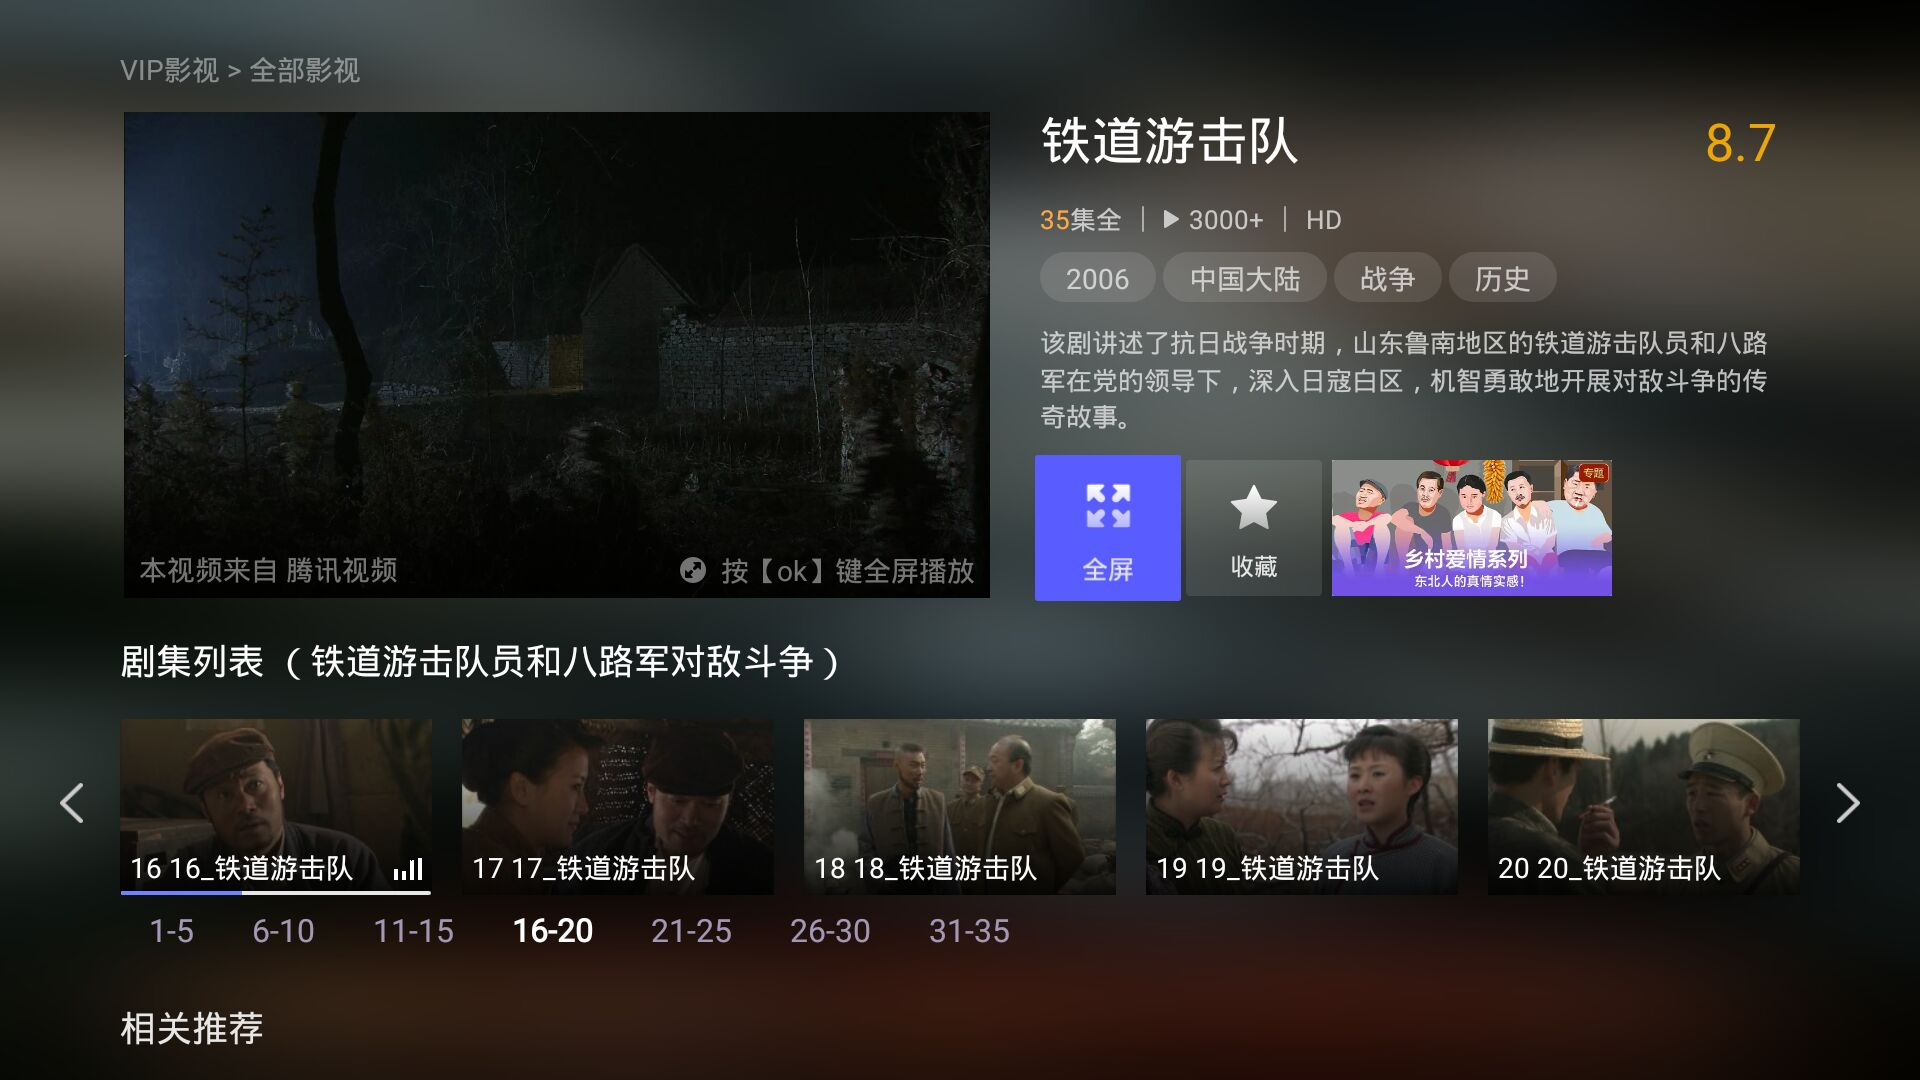 VIP影视 > 全部影视
铁道游击队
8.7
35集全 | 3000+ | HD
2006 中国大陆 战争 历史
该剧讲述了抗日战争时期，山东鲁南地区的铁道游击队员和八路
军在党的领导下，深入日寇白区，机智勇敢地开展对敌斗争的传
奇故事。
本视频来自 腾讯视频
按【ok】键全屏播放
全屏
收藏
专题
乡村爱情系列
东北人的真情实感！
剧集列表 （铁道游击队员和八路军对敌斗争）
16 16_铁道游击队
17 17_铁道游击队
18 18_铁道游击队
19 19_铁道游击队
20 20_铁道游击队
1-5 6-10 11-15 16-20 21-25 26-30 31-35
相关推荐